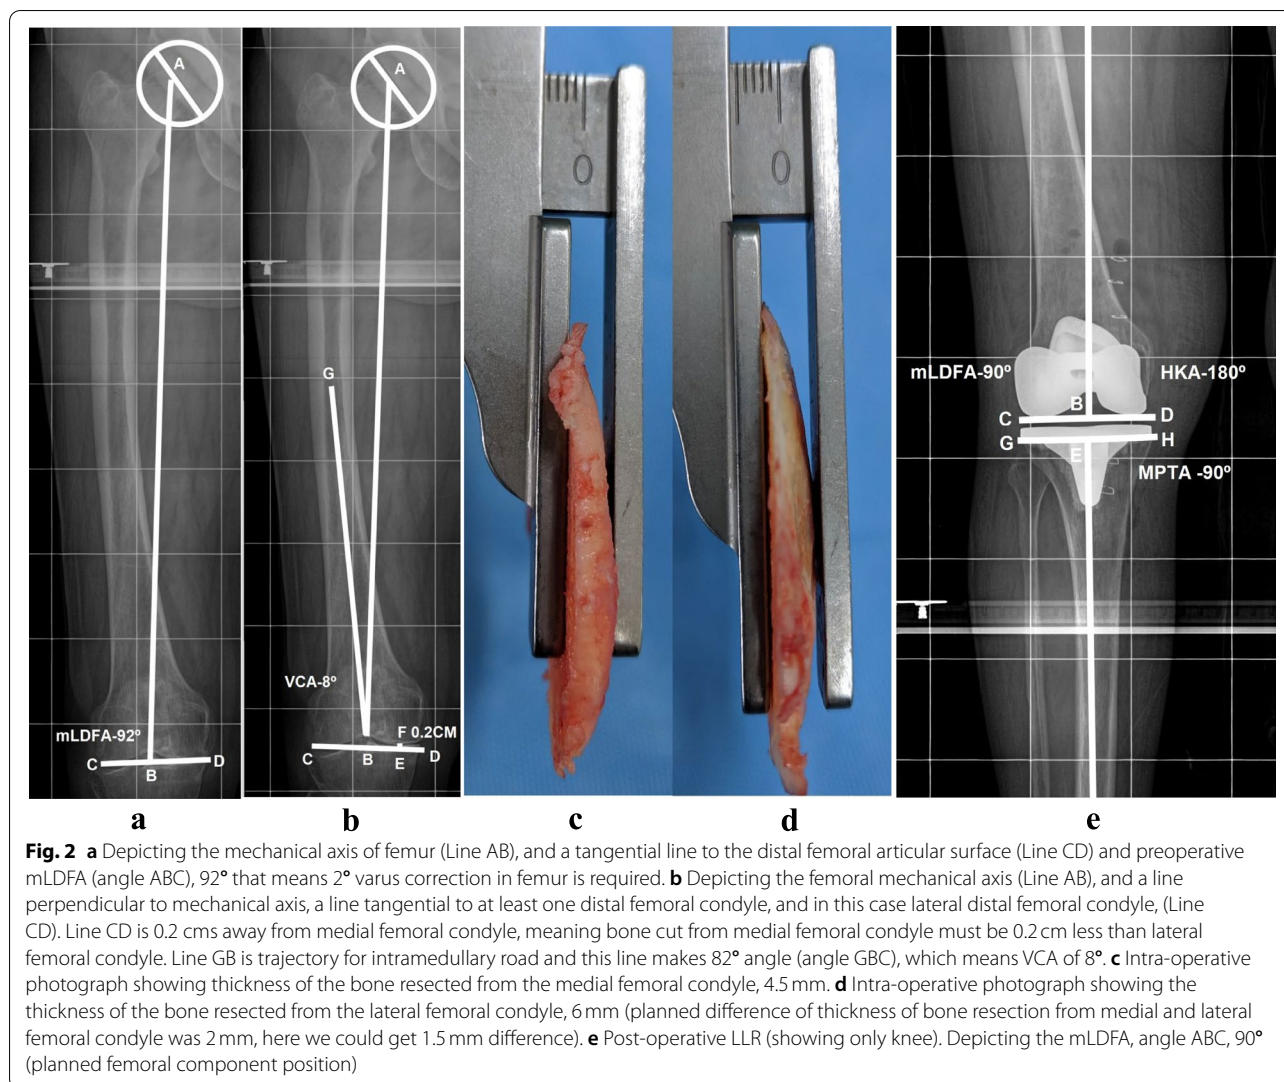 A
mLDFA-92º
C
B
D
A
G
VCA-8º
F 0.2CM
C
B
E
D
0
0
mLDFA-90º
HKA-180º
B
C
D
G
H
E
MPTA -90º
a
b
c
d
e
Fig. 2 a Depicting the mechanical axis of femur (Line AB), and a tangential line to the distal femoral articular surface (Line CD) and preoperative
mLDFA (angle ABC), 92° that means 2° varus correction in femur is required. b Depicting the femoral mechanical axis (Line AB), and a line
perpendicular to mechanical axis, a line tangential to at least one distal femoral condyle, and in this case lateral distal femoral condyle, (Line
CD). Line CD is 0.2 cms away from medial femoral condyle, meaning bone cut from medial femoral condyle must be 0.2 cm less than lateral
femoral condyle. Line GB is trajectory for intramedullary road and this line makes 82° angle (angle GBC), which means VCA of 8°. c Intra-operative
photograph showing thickness of the bone resected from the medial femoral condyle, 4.5 mm. d Intra-operative photograph showing the
thickness of the bone resected from the lateral femoral condyle, 6 mm (planned difference of thickness of bone resection from medial and lateral
femoral condyle was 2 mm, here we could get 1.5 mm difference). e Post-operative LLR (showing only knee). Depicting the mLDFA, angle ABC, 90°
(planned femoral component position)